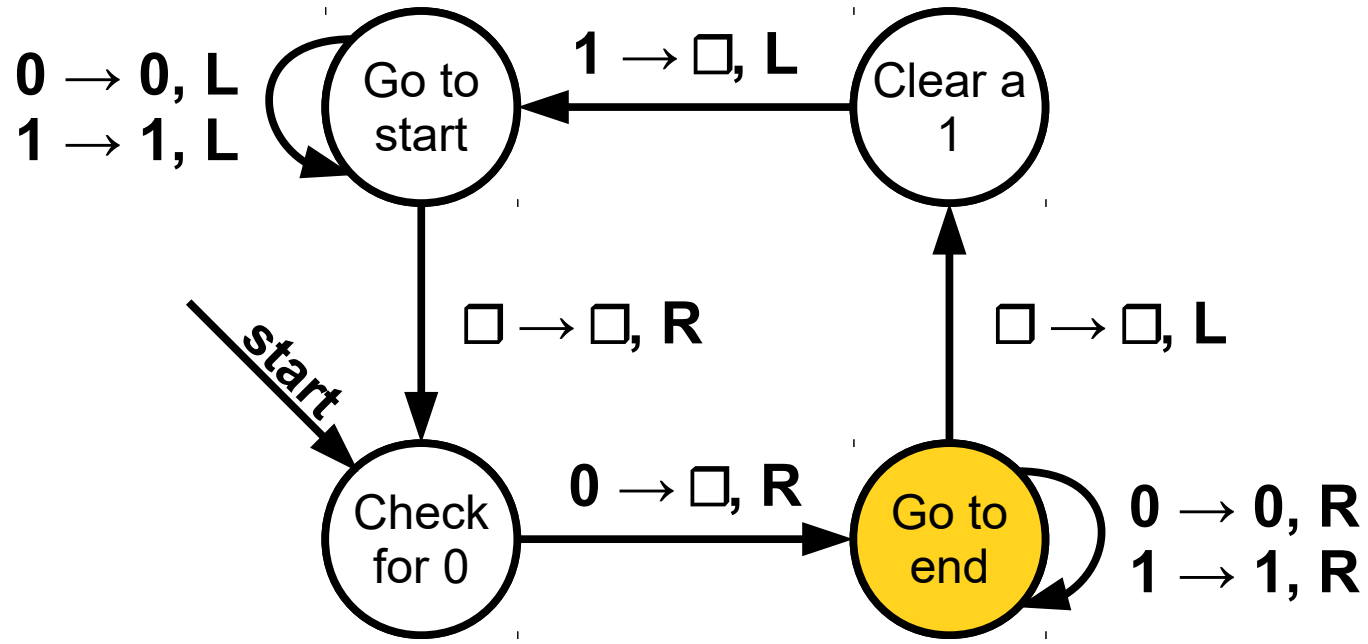 0 → 0, L
1 → 1, L
Go to
start
1 → □, L
Clear a
1
□ → □, R
□ → □, L
start
Check
for 0
0 → □, R
Go to
end
0 → 0, R
1 → 1, R